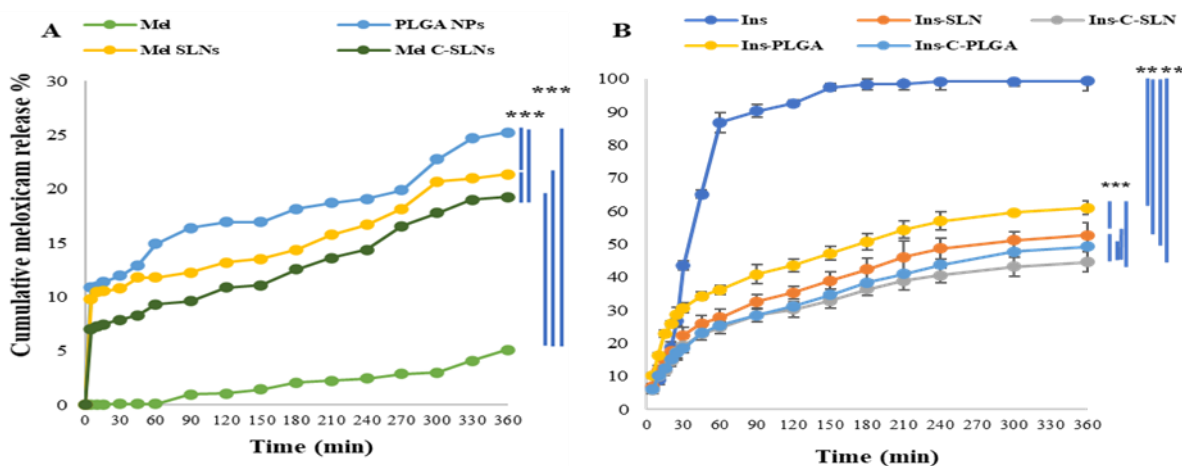 A
Mel
PLGA NPs
Mel SLNs
Mel C-SLNs
Cumulative meloxicam release %
30
25
20
15
10
5
0
0 30 60 90 120 150 180 210 240 270 300 330 360
Time (min)
***
***
B
Ins
Ins-SLN
Ins-C-SLN
Ins-PLGA
Ins-C-PLGA
100
90
80
70
60
50
40
30
20
10
0
0 30 60 90 120 150 180 210 240 270 300 330 360
Time (min)
** **
***